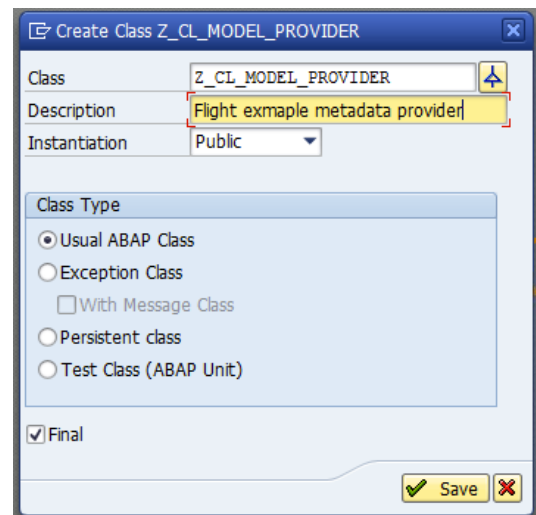 Create Class Z_CL_MODEL_PROVIDER
Class Z_CL_MODEL_PROVIDER
Description Flight exmaple metadata provider
Instantiation Public
Class Type
Usual ABAP Class
Exception Class
With Message Class
Persistent class
Test Class (ABAP Unit)
Final
Save